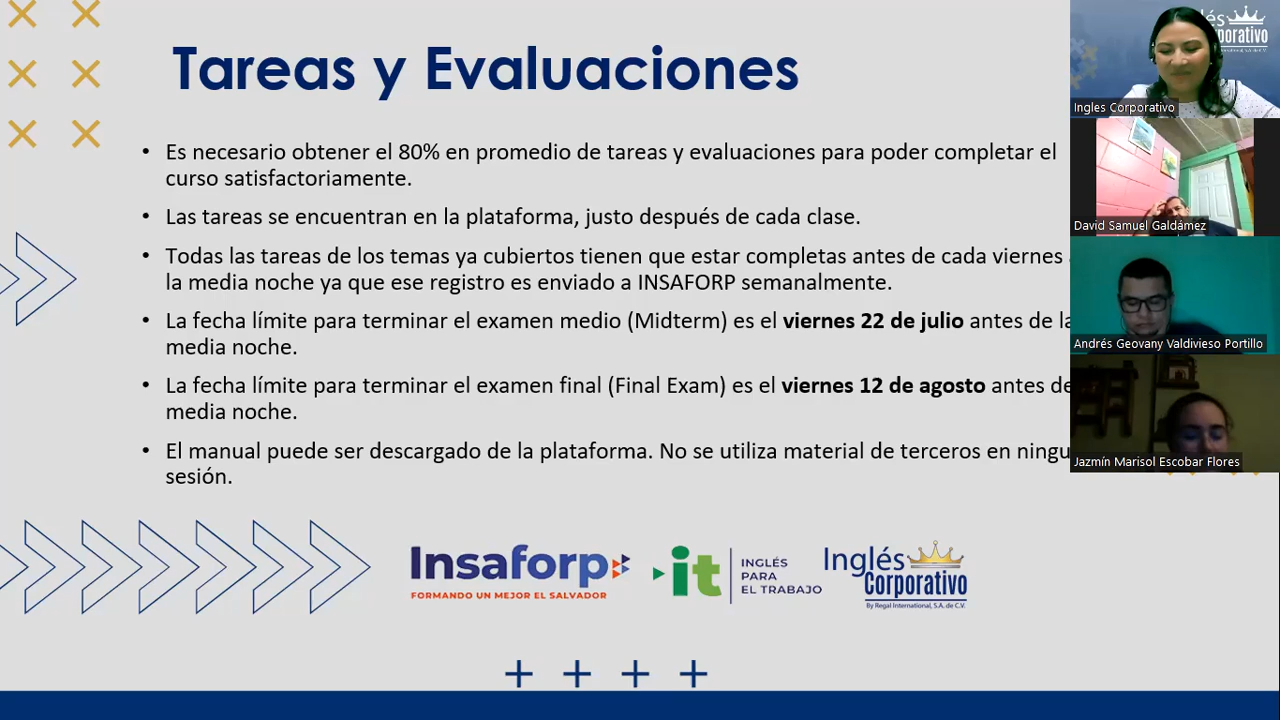 Tareas y Evaluaciones
• Es necesario obtener el 80% en promedio de tareas y evaluaciones para poder completar el
curso satisfactoriamente.
• Las tareas se encuentran en la plataforma, justo después de cada clase.
• Todas las tareas de los temas ya cubiertos tienen que estar completas antes de cada viernes
la media noche ya que ese registro es enviado a INSAFORP semanalmente.
• La fecha límite para terminar el examen medio (Midterm) es el viernes 22 de julio antes de la
media noche.
• La fecha límite para terminar el examen final (Final Exam) es el viernes 12 de agosto antes de
media noche.
• El manual puede ser descargado de la plataforma. No se utiliza material de terceros en ningu
sesión.
Insaforp
FORMANDO UN MEJOR EL SALVADOR
it
INGLÉS
PARA
EL TRABAJO
Inglés
Corporativo
By Regal International, S.A. de C.V.
Ingles Corporativo
David Samuel Galdámez
Andrés Geovany Valdivieso Portillo
Jazmín Marisol Escobar Flores